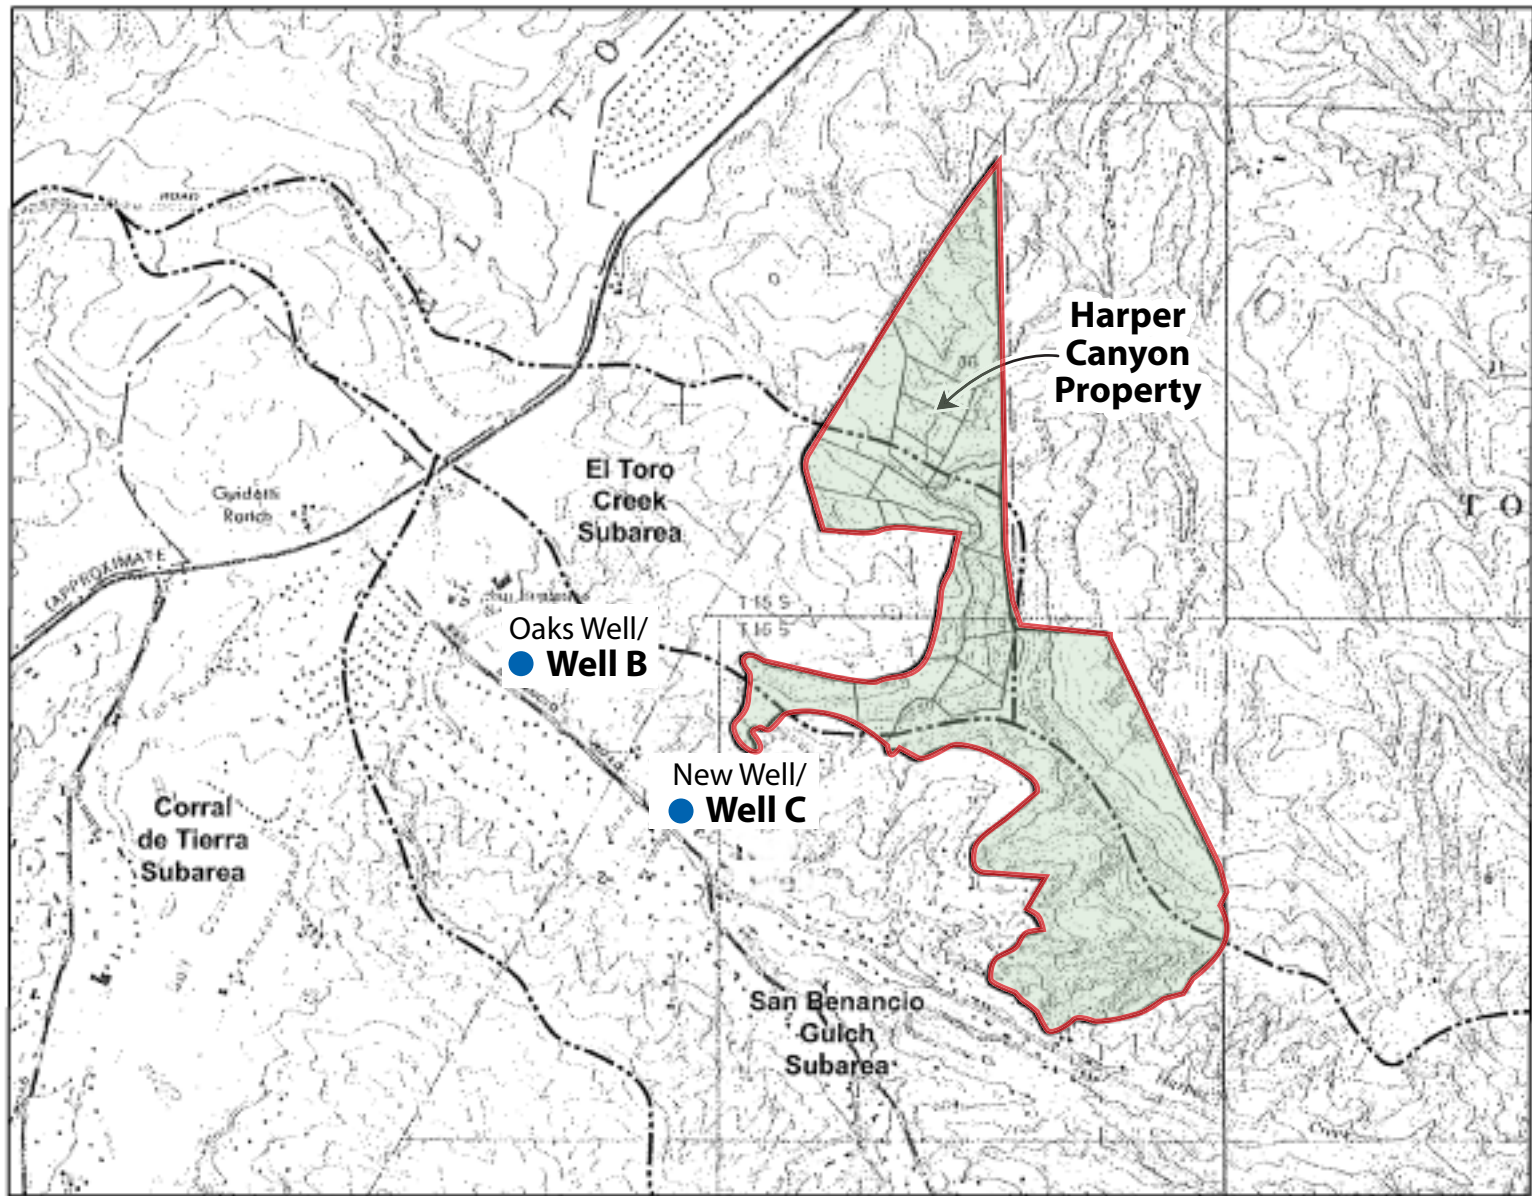 T O
L
ROAD
Harper
Canyon
Property
El Toro
Creek
Subarea
Guidotti
Ranch
T O
(APPROXIMATE
T 15 S
T 16 S
Oaks Well/
Well B
New Well/
Well C
Corral
de Tierra
Subarea
San Benancio
Gulch
Subarea